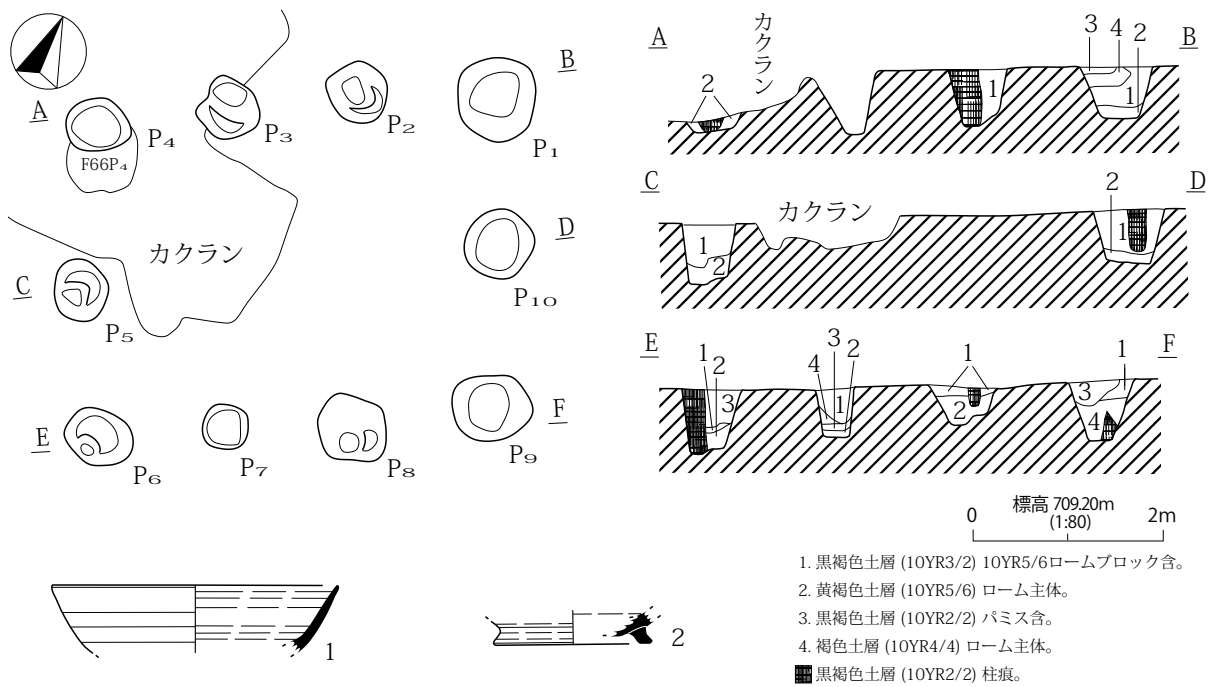 A
B
P₄
P₃
P₂
P₁
F66P₄
カクラン
C
D
P₅
P₁₀
E
F
P₆
P₇
P₈
P₉
A
カクラン
B
2
1
3 4 2
1
C
カクラン
D
1
2
2
1
E
F
1 2
3
3
4 2
1
1
2
1
3
4
標高 709.20m
0 (1:80) 2m
1. 黒褐色土層 (10YR3/2) 10YR5/6ロームブロック含。
2. 黄褐色土層 (10YR5/6) ローム主体。
3. 黒褐色土層 (10YR2/2) パミス含。
4. 褐色土層 (10YR4/4) ローム主体。
黒褐色土層 (10YR2/2) 柱痕。
1
2